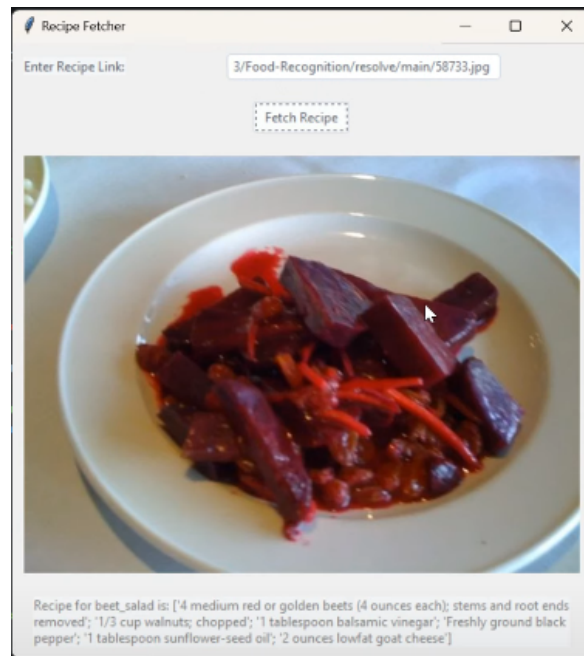 Recipe Fetcher
Enter Recipe Link:
3/Food-Recognition/resolve/main/58733.jpg
Fetch Recipe
Recipe for beet_salad is: ['4 medium red or golden beets (4 ounces each); stems and root ends
removed'; '1/3 cup walnuts; chopped'; '1 tablespoon balsamic vinegar'; 'Freshly ground black
pepper'; '1 tablespoon sunflower-seed oil'; '2 ounces lowfat goat cheese']